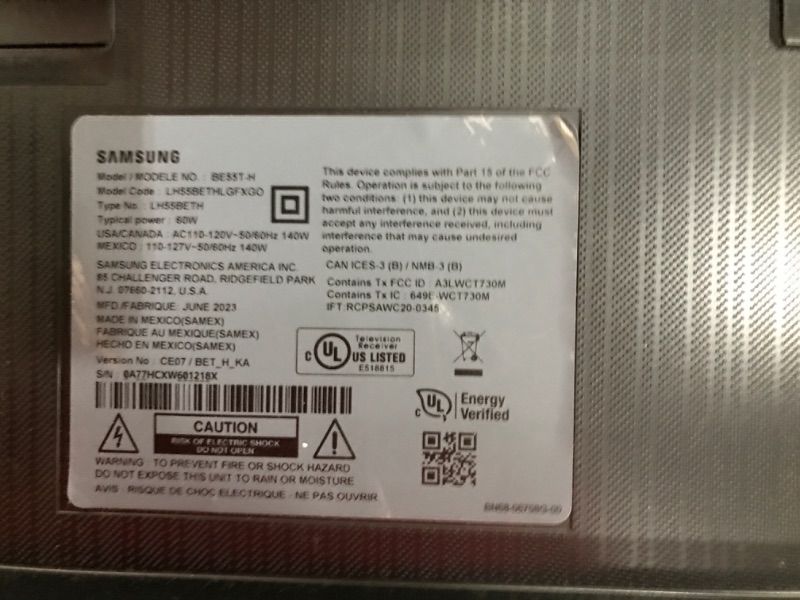 SAMSUNG
Model / MODELE NO. : BE55T-H
Model Code : LH55BETHLGFXGO
Type No. : LH55BETH
Typical power : 60W
USA/CANADA : AC110-120V~50/60Hz 140W
MEXICO : 110-127V~50/60Hz 140W
SAMSUNG ELECTRONICS AMERICA INC.
85 CHALLENGER ROAD, RIDGEFIELD PARK
N.J. 07660-2112, U.S.A.
MFD./FABRIQUE: JUNE 2023
MADE IN MEXICO(SAMEX)
FABRIQUE AU MEXIQUE(SAMEX)
HECHO EN MEXICO(SAMEX)
Version No : CE07 / BET_H_KA
S/N : 0A77HCXW601218X
CAUTION
RISK OF ELECTRIC SHOCK
DO NOT OPEN
WARNING : TO PREVENT FIRE OR SHOCK HAZARD
DO NOT EXPOSE THIS UNIT TO RAIN OR MOISTURE
AVIS : RISQUE DE CHOC ELECTRIQUE - NE PAS OUVRIR
This device complies with Part 15 of the FCC
Rules. Operation is subject to the following
two conditions: (1) this device may not cause
harmful interference, and (2) this device must
accept any interference received, including
interference that may cause undesired
operation.
CAN ICES-3 (B) / NMB-3 (B)
Contains Tx FCC ID : A3LWCT730M
Contains Tx IC : 649E-WCT730M
IFT:RCPSAWC20-0345
c UL US LISTED
Television
Receiver
E518615
c UL Energy
Verified